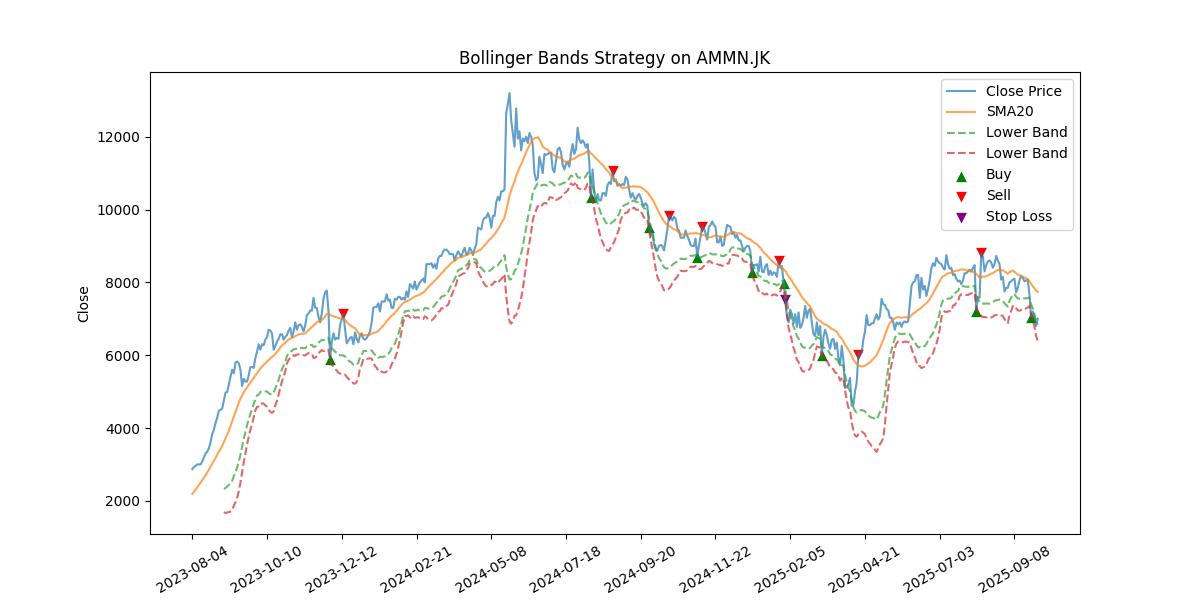 Bollinger Bands Strategy on AMMN.JK
Close Price
SMA20
Lower Band
Lower Band
Buy
Sell
Stop Loss
Close
12000
10000
8000
6000
4000
2000
2023-08-04
2023-10-10
2023-12-12
2024-02-21
2024-05-08
2024-07-18
2024-09-20
2024-11-22
2025-02-05
2025-04-21
2025-07-03
2025-09-08